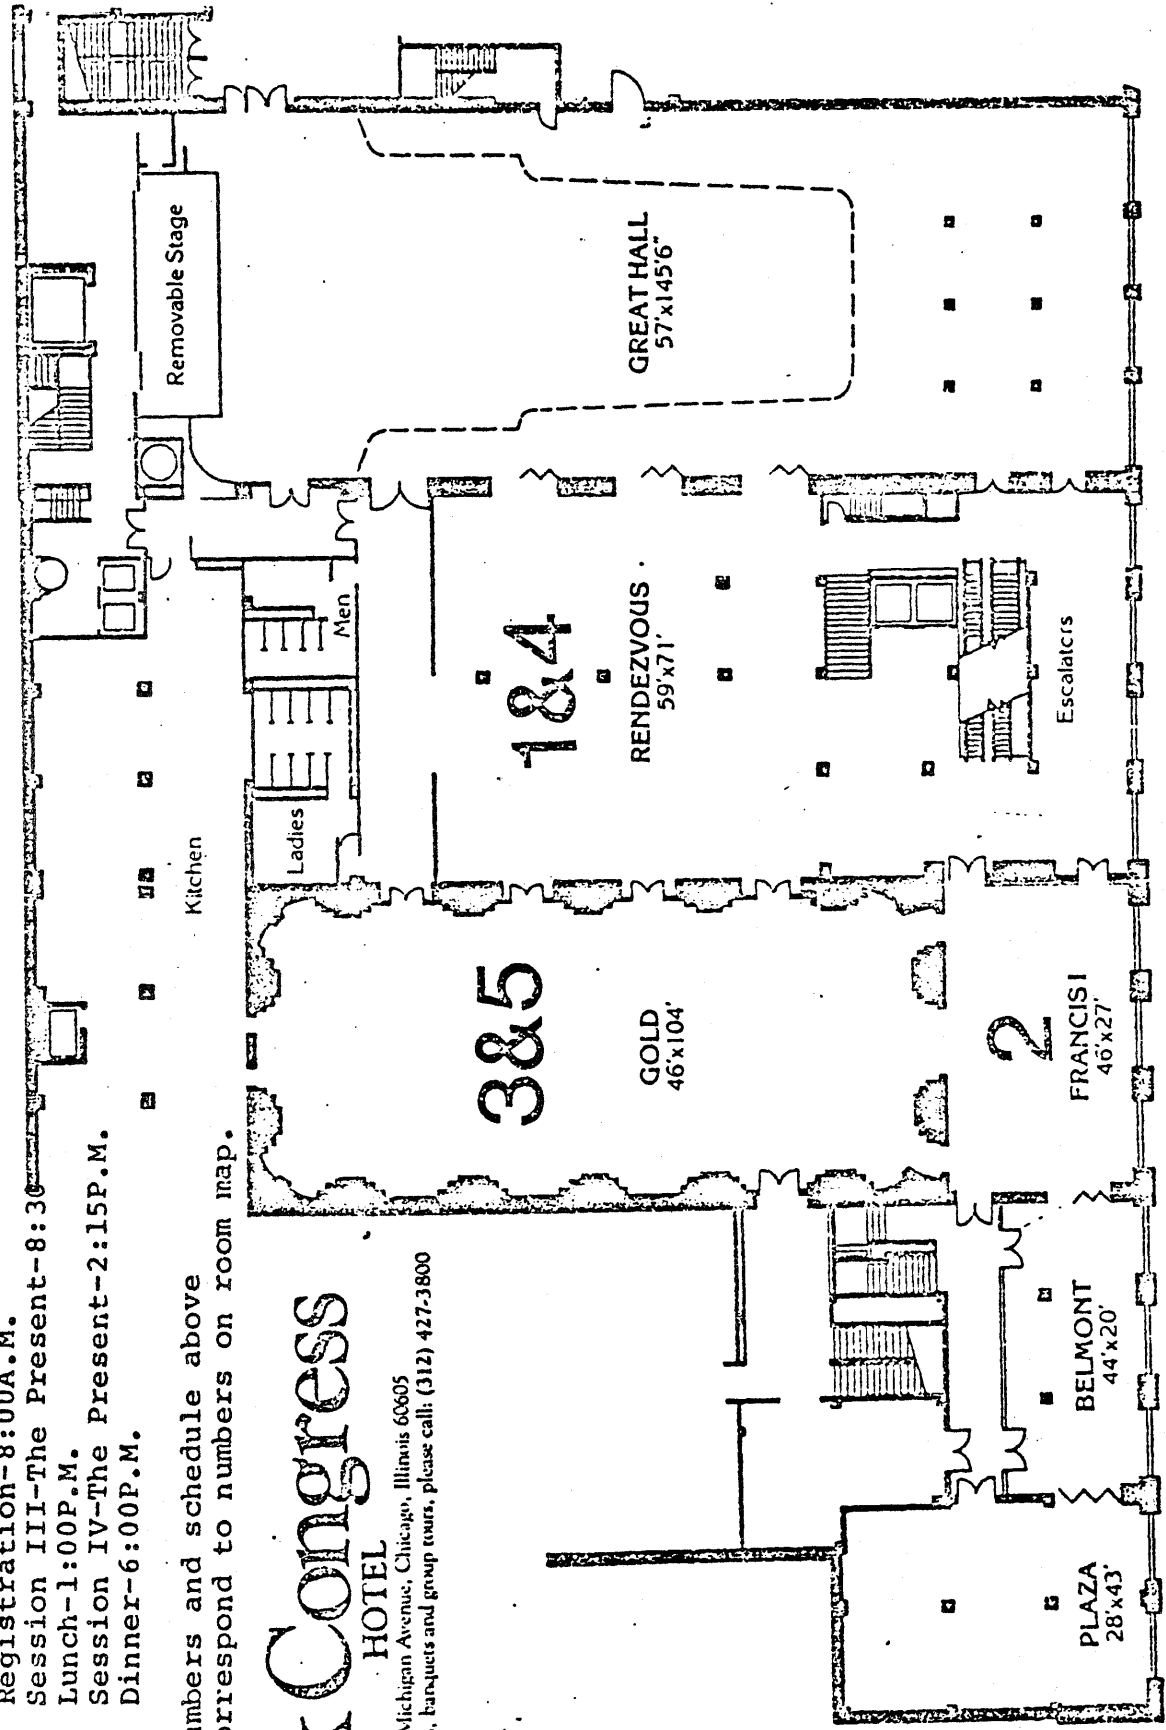 Registration-8:00A.M.
Session III-The Present-8:30
Lunch-1:00P.M.
Session IV-The Present-2:15P.M.
Dinner-6:00P.M.
and schedule above
to numbers on room map.
Congress
HOTEL
Michigan Avenue, Chicago, Illinois 60605
banquets and group tours, please call: (312) 427-3800
Kitchen
Ladies
Men
Removable Stage
3&5
GOLD
46'x104'
1&4
RENDEZVOUS
59'x71'
GREAT HALL
57'x145'6"
Escalators
PLAZA
28'x43'
BELMONT
44'x20'
2
FRANCIS I
46'x27'